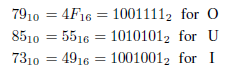 79₁₀ = 4F₁₆ = 1001111₂ for O
85₁₀ = 55₁₆ = 1010101₂ for U
73₁₀ = 49₁₆ = 1001001₂ for I